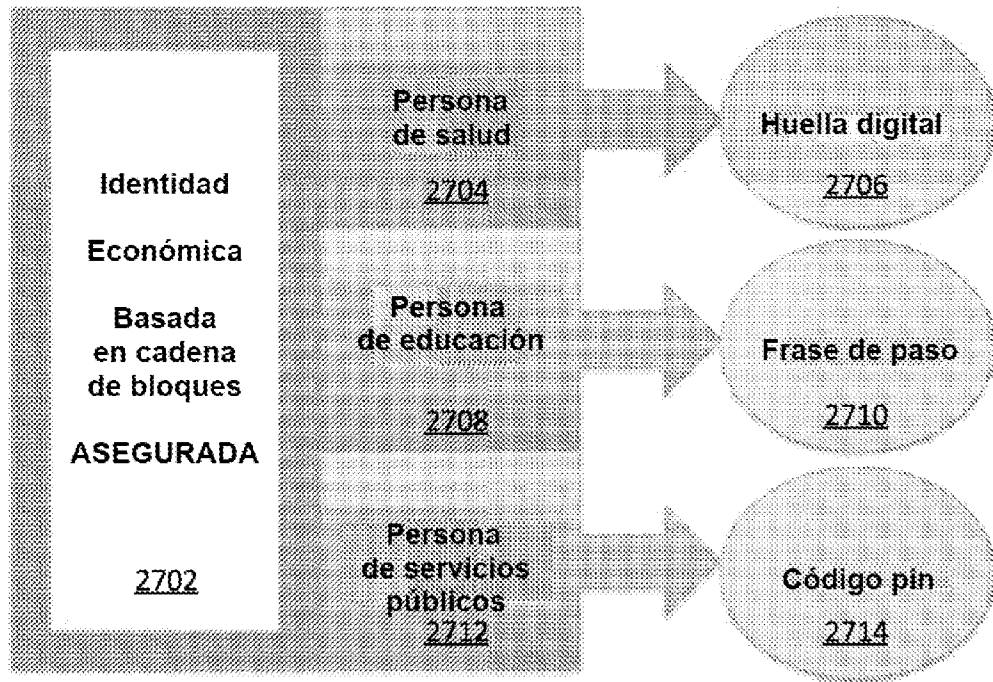 Identidad
Económica
Basada
en cadena
de bloques
ASEGURADA
2702
Persona
de salud
2704
Huella digital
2706
Persona
de educación
2708
Frase de paso
2710
Persona
de servicios
públicos
2712
Código pin
2714